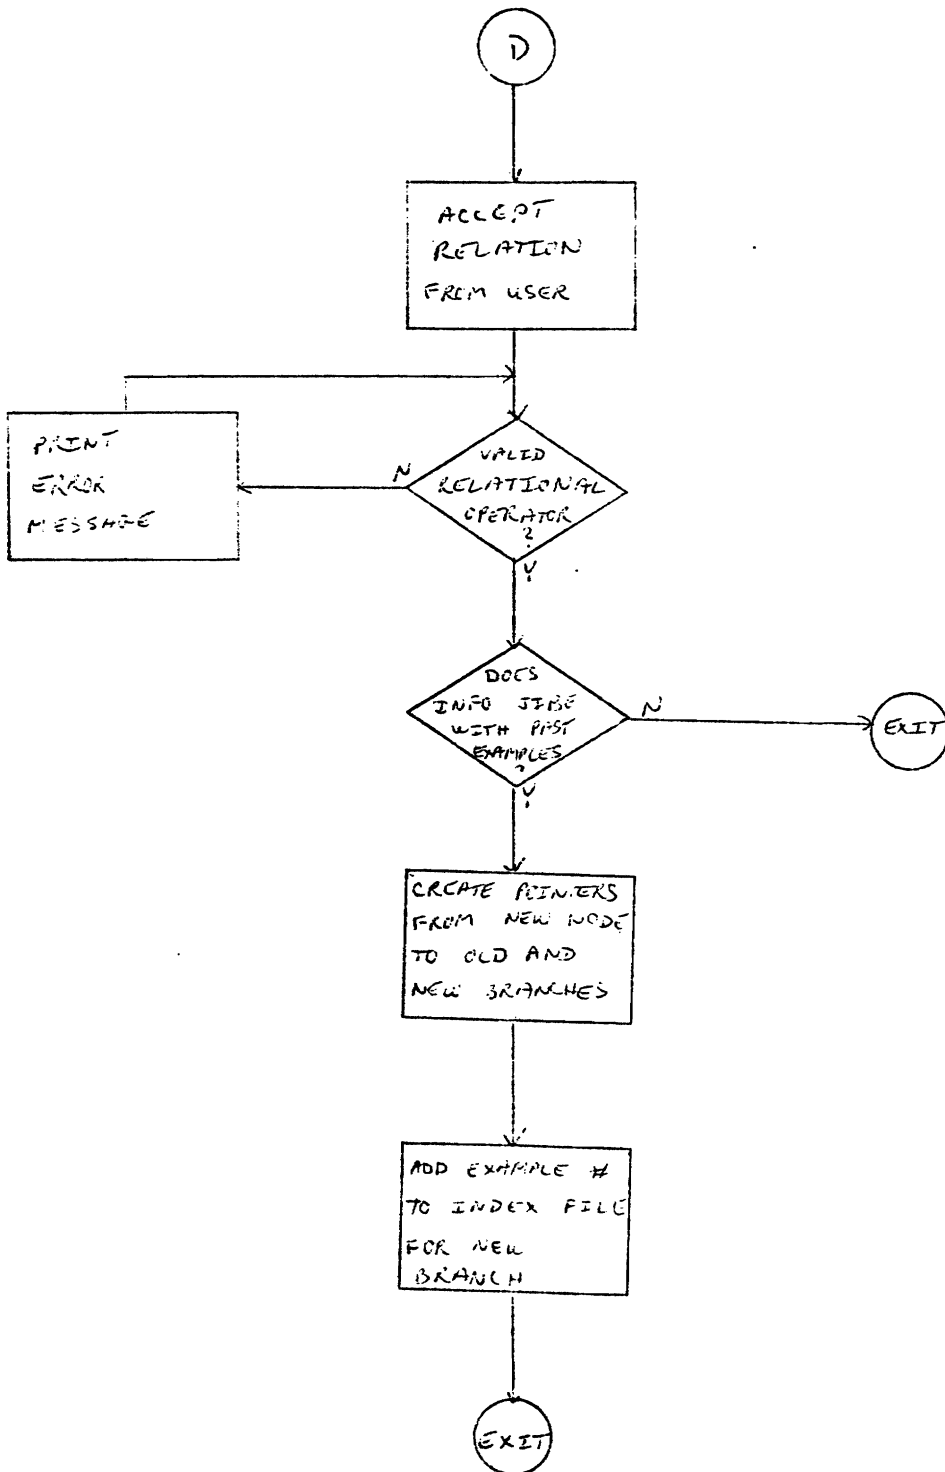 D
ACCEPT
RELATION
FROM USER
PRINT
ERROR
MESSAGE
N
VALID
RELATIONAL
OPERATOR
?
Y
DOES
INFO JIBE
WITH PAST
EXAMPLES
?
N
EXIT
Y
CREATE POINTERS
FROM NEW NODE
TO OLD AND
NEW BRANCHES
ADD EXAMPLE #
TO INDEX FILE
FOR NEW
BRANCH
EXIT